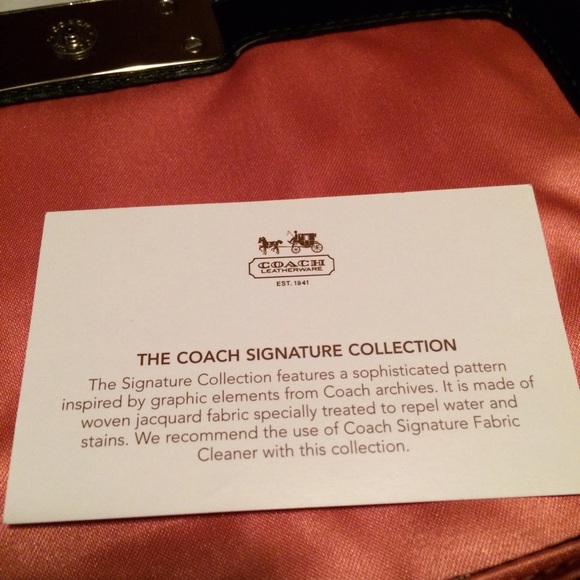 COACH
LEATHERWARE
EST. 1941
THE COACH SIGNATURE COLLECTION
The Signature Collection features a sophisticated pattern
inspired by graphic elements from Coach archives. It is made of
woven jacquard fabric specially treated to repel water and
stains. We recommend the use of Coach Signature Fabric
Cleaner with this collection.